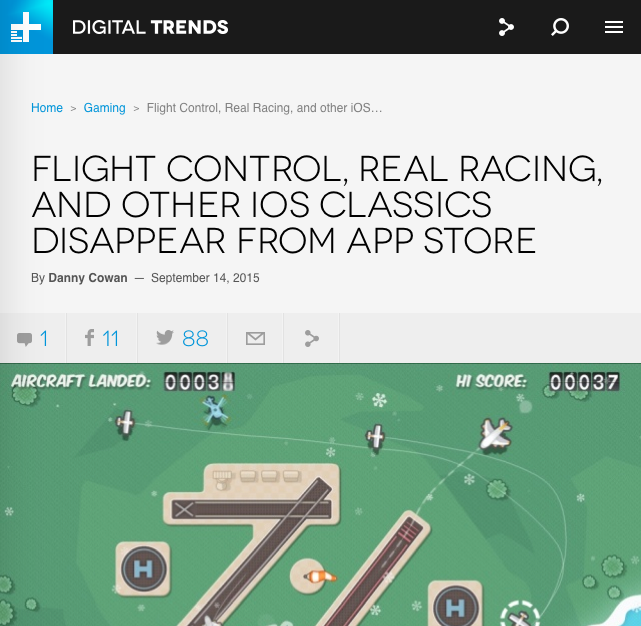 DIGITAL TRENDS
Home > Gaming > Flight Control, Real Racing, and other iOS...
FLIGHT CONTROL, REAL RACING,
AND OTHER IOS CLASSICS
DISAPPEAR FROM APP STORE
By Danny Cowan — September 14, 2015
1 11 88
AIRCRAFT LANDED: 0003 HI SCORE: 00037
H
H